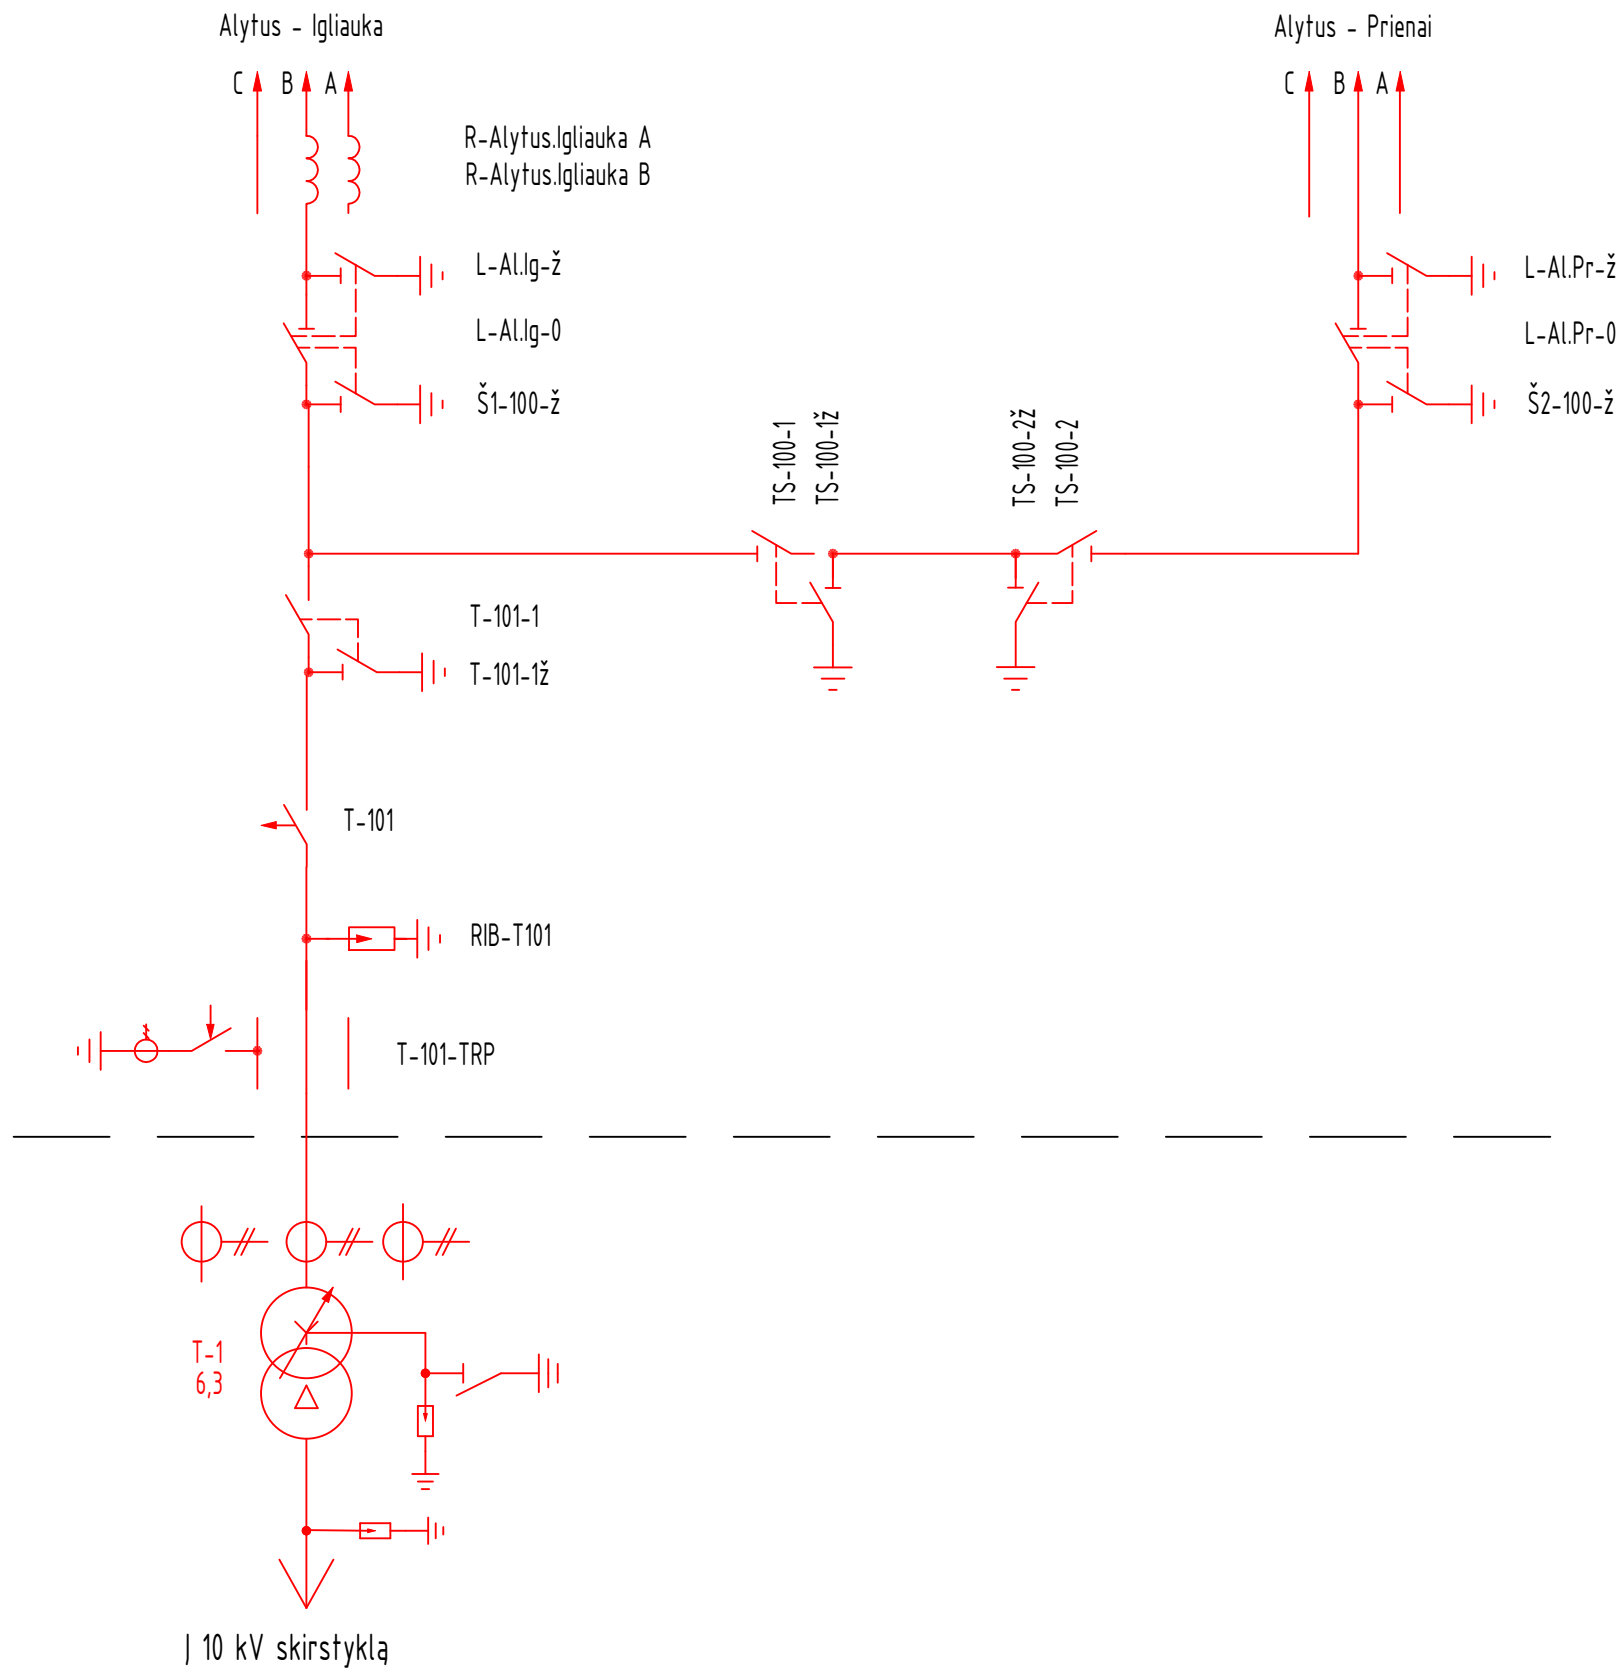 Alytus - Igliauka
Alytus - Prienai
C B A
C B A
R-Alytus.Igliauka A
R-Alytus.Igliauka B
L-Al.Ig-ž
L-Al.Pr-ž
L-Al.Ig-0
L-Al.Pr-0
Š1-100-ž
Š2-100-ž
TS-100-1
TS-100-1ž
TS-100-2ž
TS-100-2
T-101-1
T-101-1ž
T-101
RIB-T101
T-101-TRP
T-1
6,3
Į 10 kV skirstyklą